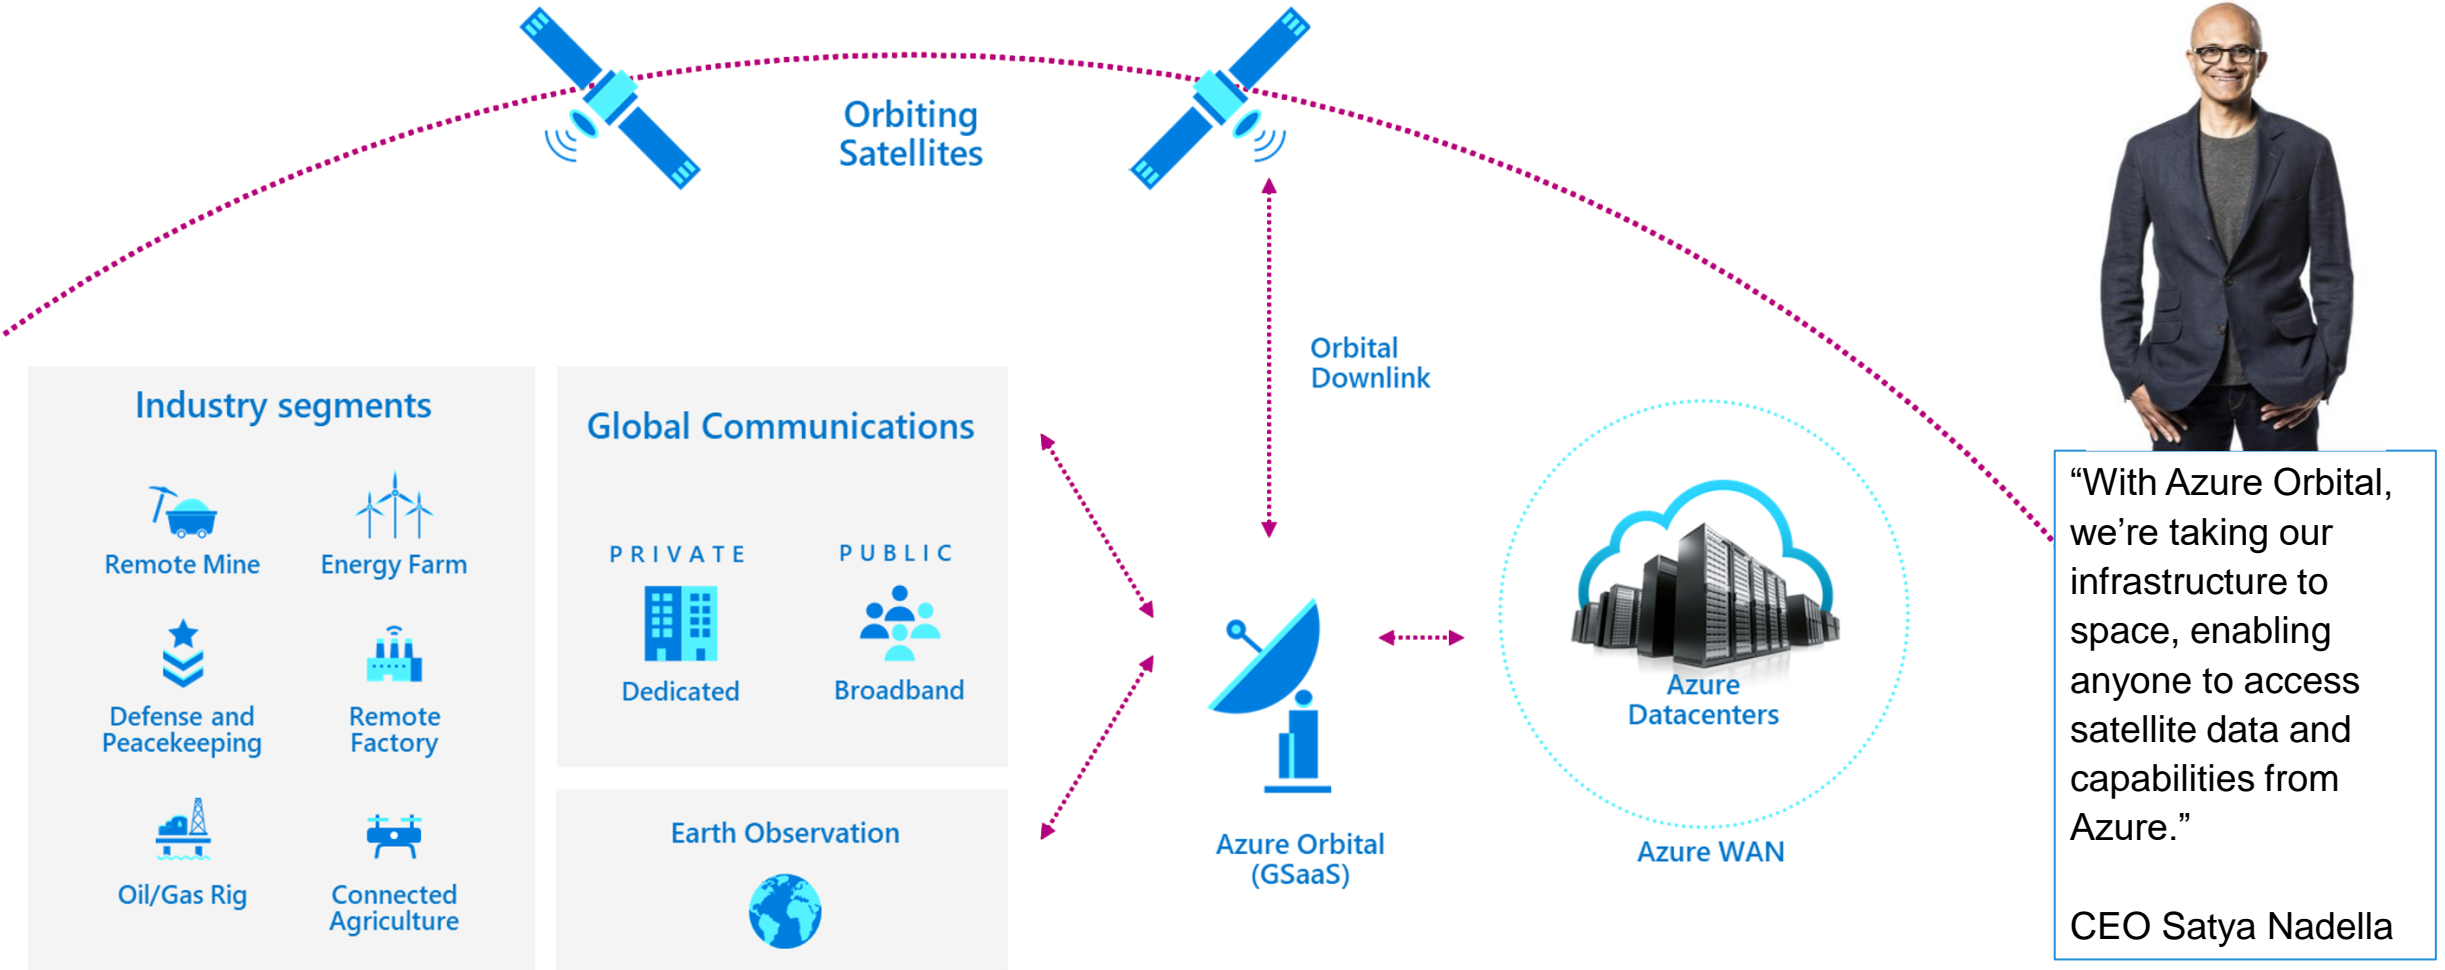 Orbiting
Satellites
Orbital
Downlink
Industry segments
Remote Mine
Energy Farm
Defense and
Peacekeeping
Remote
Factory
Oil/Gas Rig
Connected
Agriculture
Global Communications
PRIVATE
PUBLIC
Dedicated
Broadband
Earth Observation
Azure Orbital
(GSaaS)
Azure
Datacenters
Azure WAN
“With Azure Orbital,
we’re taking our
infrastructure to
space, enabling
anyone to access
satellite data and
capabilities from
Azure.”
CEO Satya Nadella